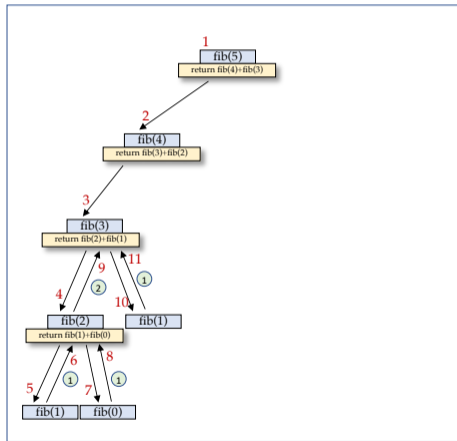 1
fib(5)
return fib(4)+fib(3)
2
fib(4)
return fib(3)+fib(2)
3
fib(3)
return fib(2)+fib(1)
9
11
1
4
2
10
fib(2)
fib(1)
return fib(1)+fib(0)
6
8
5
1
7
1
fib(1)
fib(0)